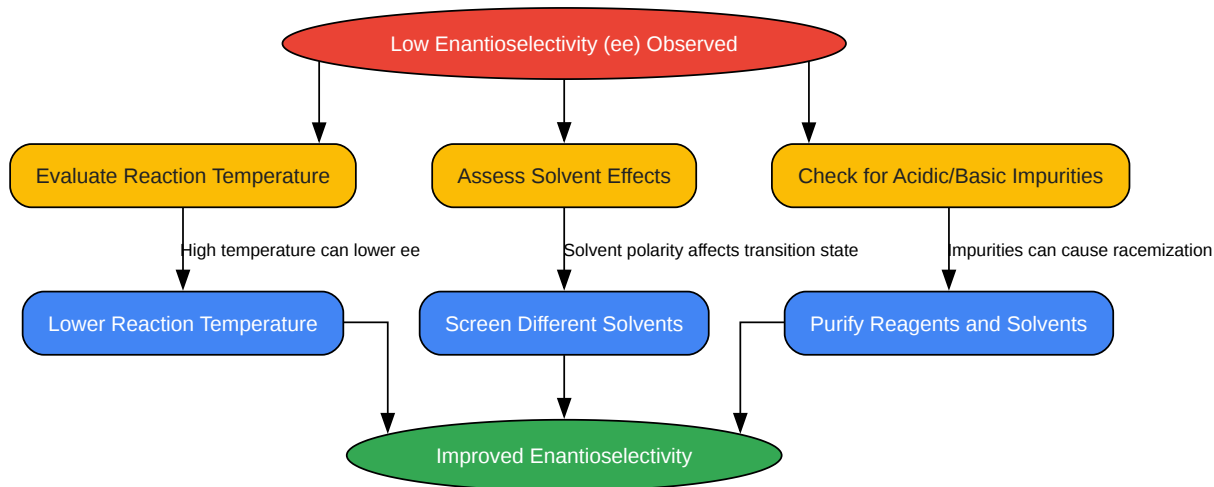 Low Enantioselectivity (ee) Observed
Evaluate Reaction Temperature
Assess Solvent Effects
Check for Acidic/Basic Impurities
High temperature can lower ee
Solvent polarity affects transition state
Impurities can cause racemization
Lower Reaction Temperature
Screen Different Solvents
Purify Reagents and Solvents
Improved Enantioselectivity